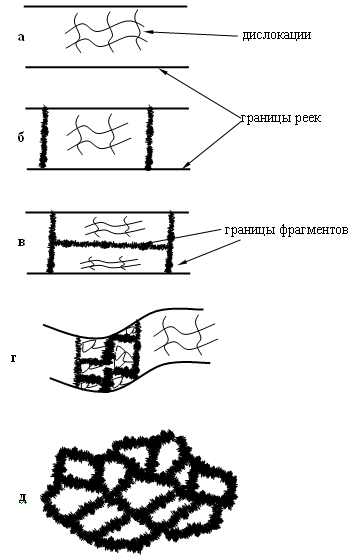 а
дислокации
границы реек
б
границы фрагментов
в
г
д